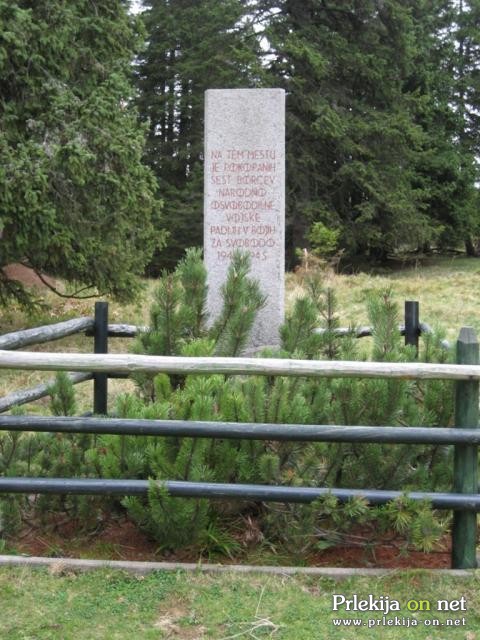 NA TEM MESTU
JE POKOPANIH
ŠEST BORCEV
NARODNO
OSVOBODILNE
VOJSKE
PADLIH V BOJIH
ZA SVOBODO
1941-1945
Prlekija on net
www.prlekija-on.net